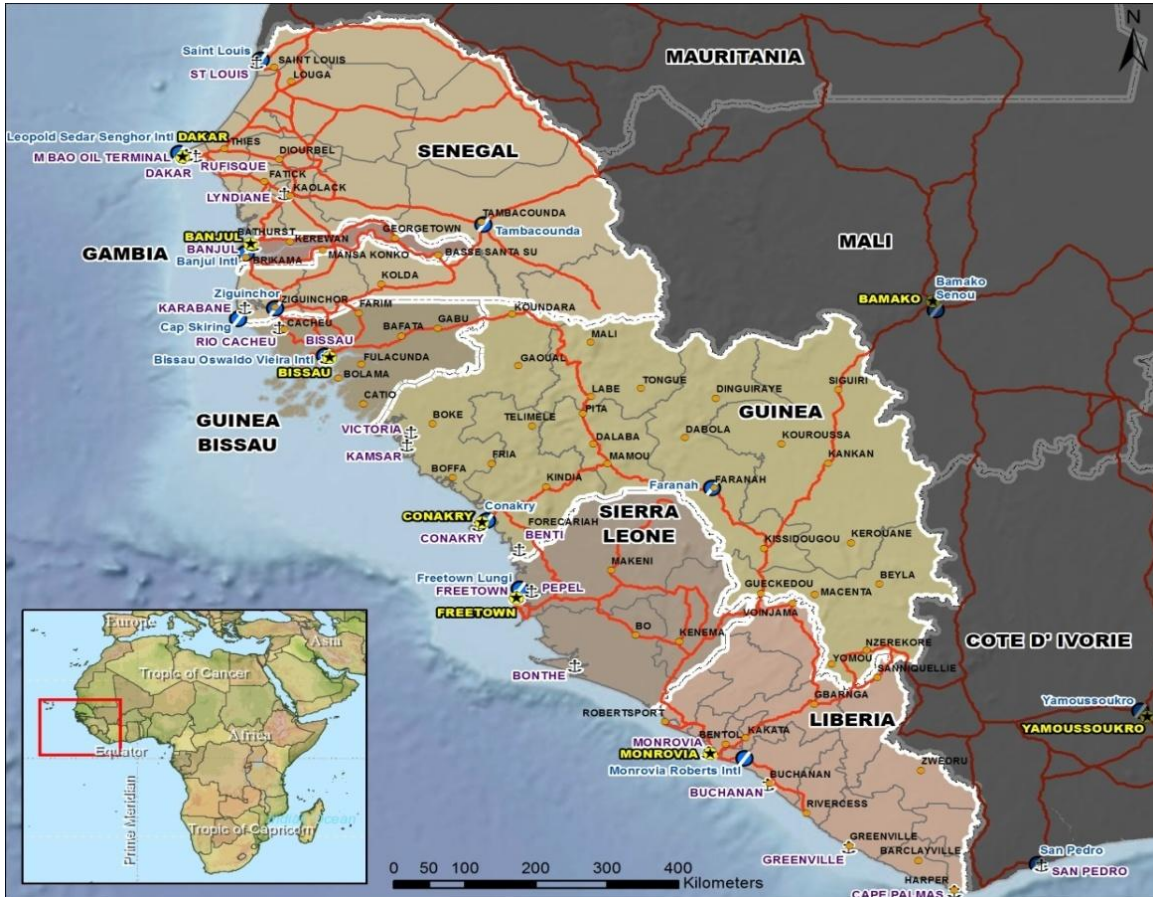 N
MAURITANIA
Saint Louis
SAINT LOUIS
ST LOUIS
LOUGA
Leopold Sedar Senghor Intl
DAKAR
THIES
M BAO OIL TERMINAL
DIOURBEL
SENEGAL
DAKAR
RUFISQUE
FATICK
LYNDIANE
KAOLACK
TAMBACOUNDA
Tambacounda
BATHURST
GEORGETOWN
BANJUL
KEREWAN
BANJUL
GAMBIA
MANSA KONKO
BASSE SANTA SU
Banjul Intl
BRIKAMA
MALI
KOLDA
Bamako
Senou
BAMAKO
Ziguinchor
ZIGUINCHOR
KARABANE
FARIM
KOUNDARA
Cap Skiring
CACHEU
GABU
RIO CACHEU
BISSAU
BAFATA
MALI
Bissau Oswaldo Vieira Intl
FULACUNDA
GAOUAL
BISSAU
BOLAMA
LABE
TONGUE
DINGUIRAYE
SIGUIRI
CATIO
PITA
GUINEA
GUINEA
BISSAU
BOKE
TELIMELE
VICTORIA
DALABA
DABOLA
KOUROUSSA
KAMSAR
FRIA
MAMOU
KANKAN
BOFFA
KINDIA
Faranah
FARANAH
CONAKRY
Conakry
SIERRA
LEONE
CONAKRY
FORECARIAH
BENTI
KISSIDOUGOU
KEROUANE
MAKENI
Freetown Lungi
FREETOWN
PEPEL
GUECKEDOU
BEYLA
MACENTA
FREETOWN
VOINJAMA
BO
KENEMA
NZEREKORE
COTE D' IVORIE
YOMOU
SANNIQUELLIE
BONTHE
GBARNGA
ROBERTSPORT
LIBERIA
Yamoussoukro
YAMOUSSOUKRO
MONROVIA
BENTOL
KAKATA
MONROVIA
Monrovia Roberts Intl
ZWEORU
BUCHANAN
BUCHANAN
RIVERCESS
GREENVILLE
GREENVILLE
BARCLAYVILLE
San Pedro
SAN PEDRO
HARPER
CAPE PALMAS
0 50 100 200 300 400
Kilometers
Europe
Asia
Tropic of Cancer
Africa
Equator
Prime Meridian
Indian Ocean
Tropic of Capricorn